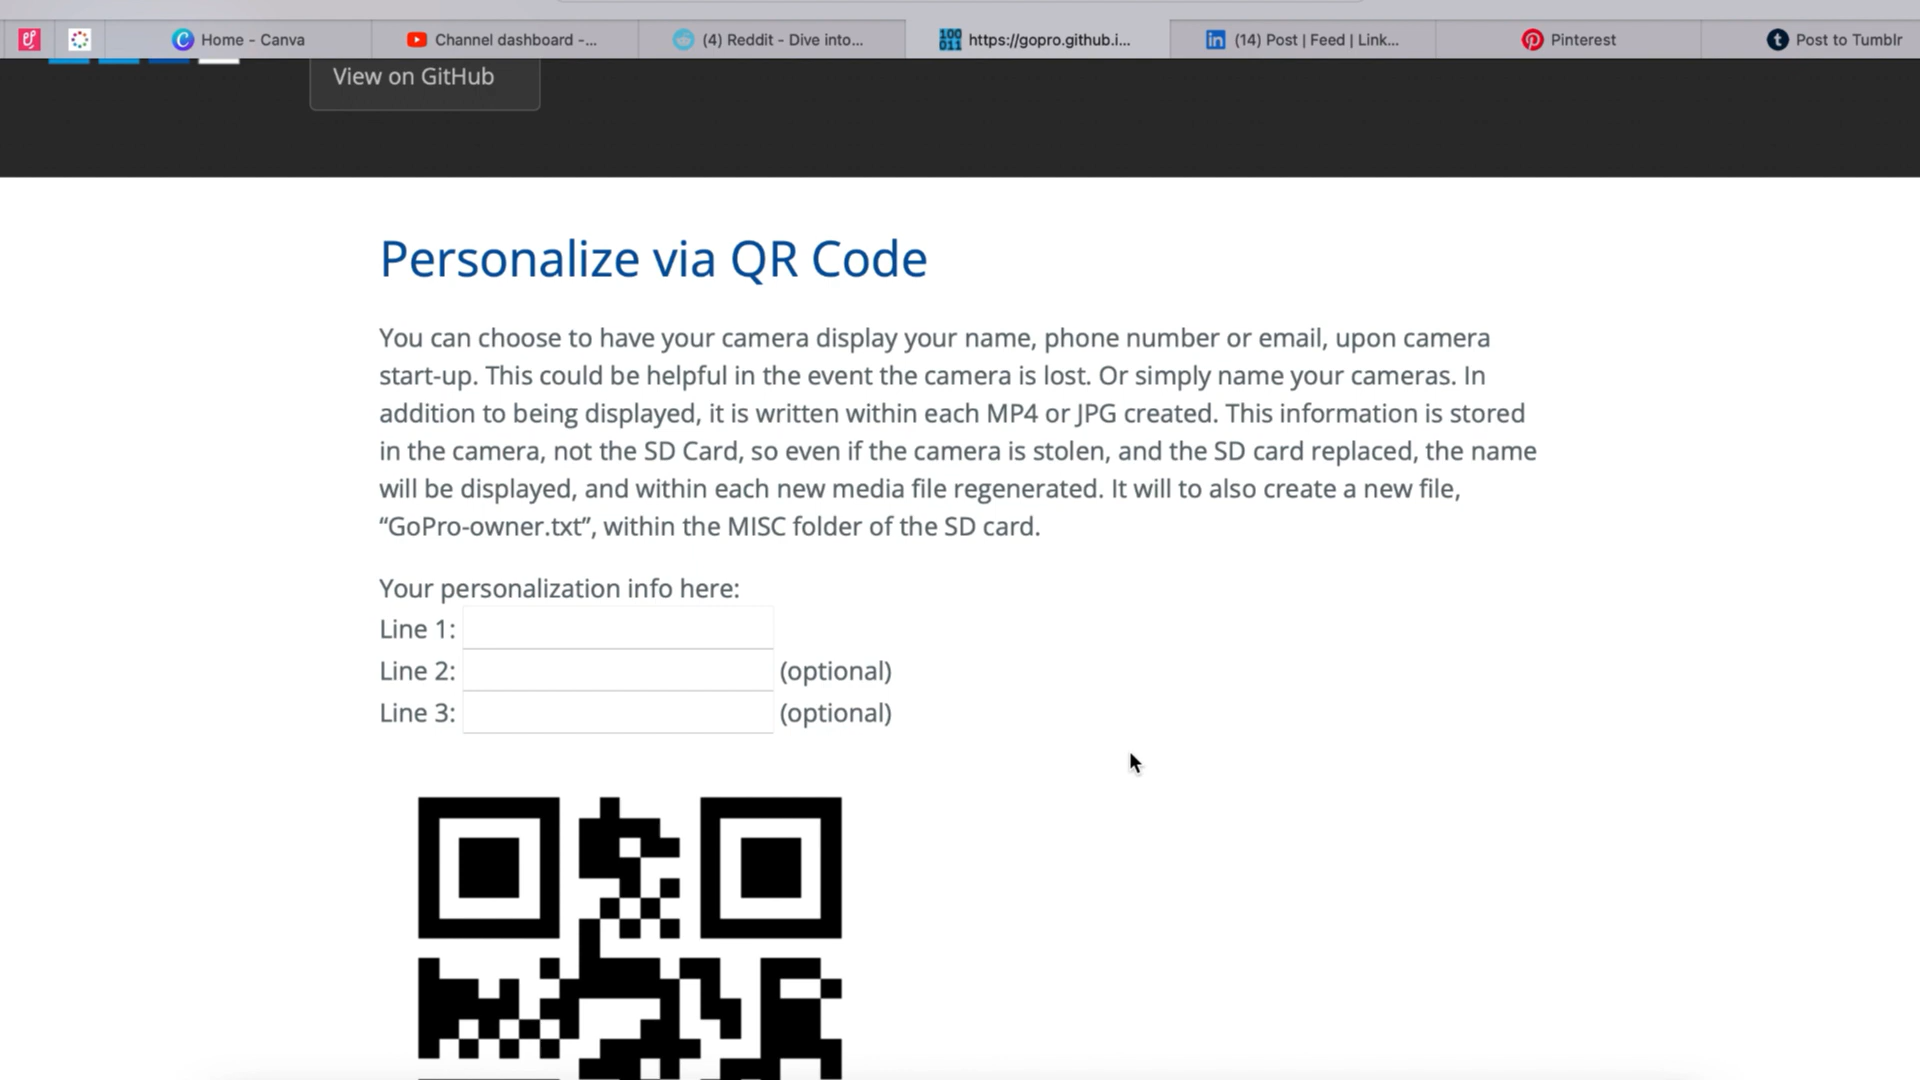 Home - Canva
Channel dashboard -...
(4) Reddit - Dive into...
https://gopro.github.i...
(14) Post | Feed | Link...
Pinterest
Post to Tumblr
View on GitHub
Personalize via QR Code
You can choose to have your camera display your name, phone number or email, upon camera
start-up. This could be helpful in the event the camera is lost. Or simply name your cameras. In
addition to being displayed, it is written within each MP4 or JPG created. This information is stored
in the camera, not the SD Card, so even if the camera is stolen, and the SD card replaced, the name
will be displayed, and within each new media file regenerated. It will to also create a new file,
“GoPro-owner.txt”, within the MISC folder of the SD card.
Your personalization info here:
Line 1:
Line 2: (optional)
Line 3: (optional)